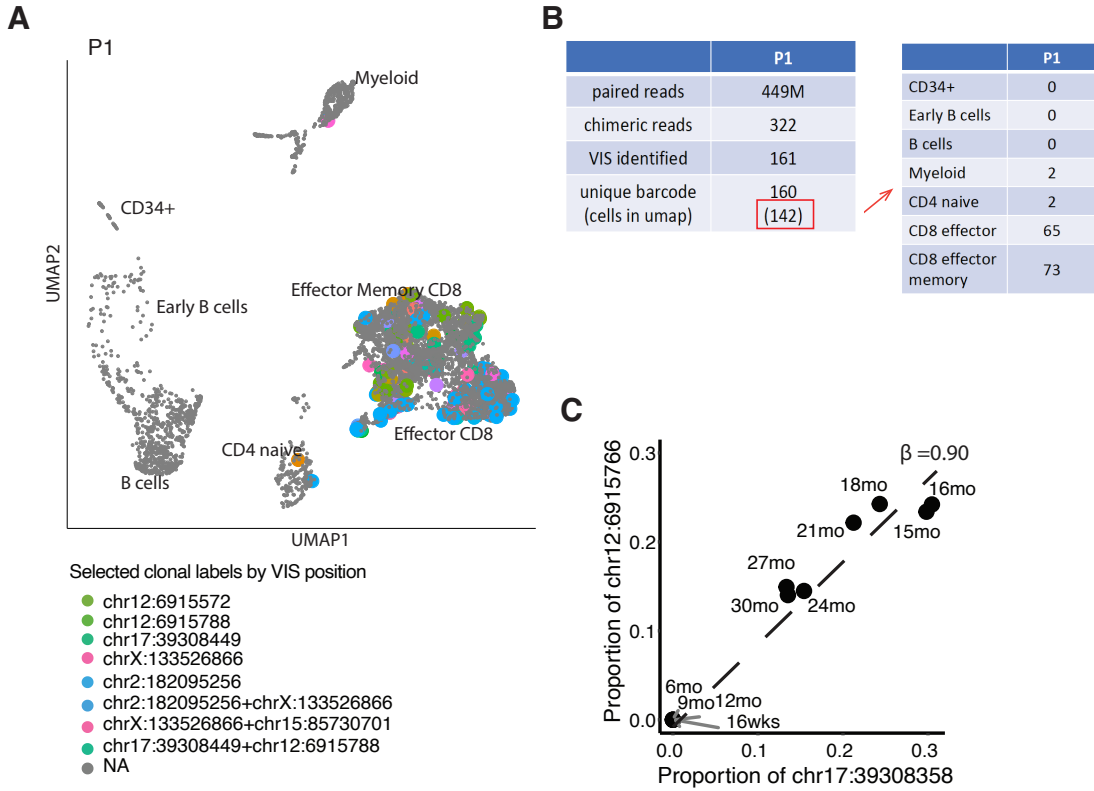 A
P1
Myeloid
CD34+
Early B cells
Effector Memory CD8
Effector CD8
CD4 naive
B cells
UMAP2
UMAP1
Selected clonal labels by VIS position
chr12:6915572
chr12:6915788
chr17:39308449
chrX:133526866
chr2:182095256
chr2:182095256+chrX:133526866
chrX:133526866+chr15:85730701
chr17:39308449+chr12:6915788
NA
B
P1
paired reads 449M
chimeric reads 322
VIS identified 161
unique barcode 160
(cells in umap) (142)
P1
CD34+ 0
Early B cells 0
B cells 0
Myeloid 2
CD4 naive 2
CD8 effector 65
CD8 effector
memory 73
C
Proportion of chr12:6915766
0.3
0.2
0.1
0.0
β =0.90
18mo
16mo
21mo
15mo
27mo
30mo
24mo
6mo
9mo
12mo
16wks
0.0 0.1 0.2 0.3
Proportion of chr17:39308358